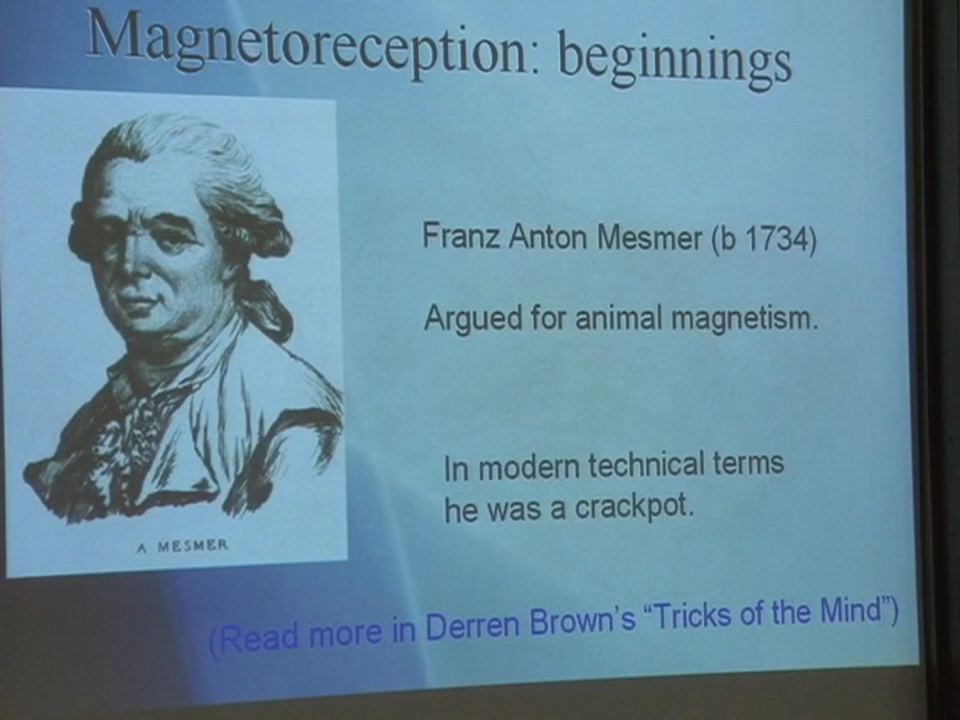 Magnetoreception: beginnings
Franz Anton Mesmer (b 1734)
Argued for animal magnetism.
In modern technical terms
he was a crackpot.
A MESMER
(Read more in Derren Brown's “Tricks of the Mind”)